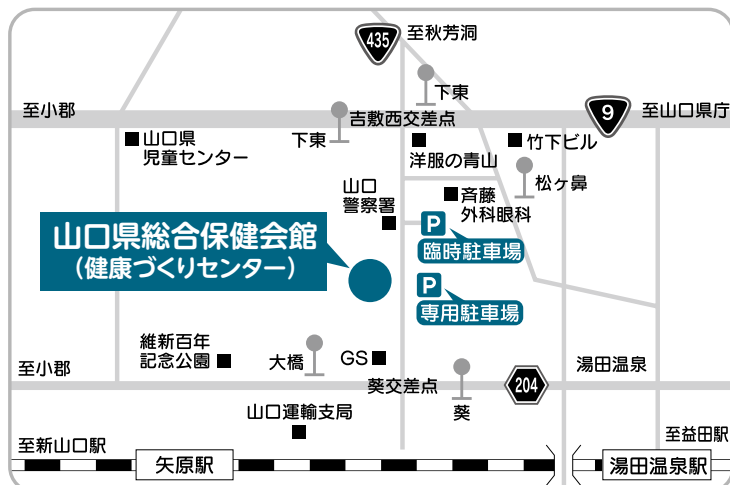 435
至秋芳洞
下東
至小郡
吉敷西交差点
9
至山口県庁
下東
山口県
児童センター
洋服の青山
竹下ビル
松ヶ鼻
山口
警察署
斉藤
外科眼科
P
臨時駐車場
山口県総合保健会館
(健康づくりセンター)
P
専用駐車場
維新百年
記念公園
大橋
GS
至小郡
湯田温泉
葵交差点
204
葵
山口運輸支局
至新山口駅
至益田駅
矢原駅
湯田温泉駅